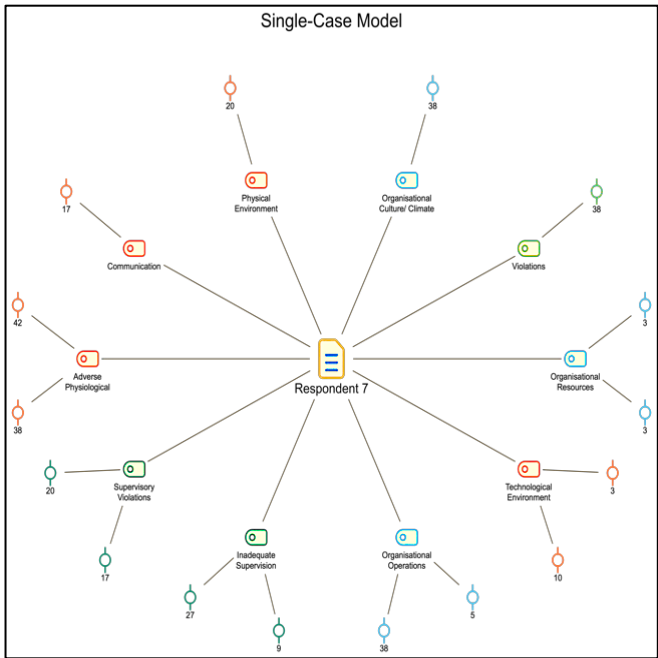 Single-Case Model
20
38
Physical
Environment
Organisational
Culture/ Climate
17
38
Communication
Violations
42
3
Adverse
Physiological
Organisational
Resources
Respondent 7
38
3
20
Supervisory
Violations
Technological
Environment
3
17
Inadequate
Supervision
Organisational
Operations
10
27
5
9
38